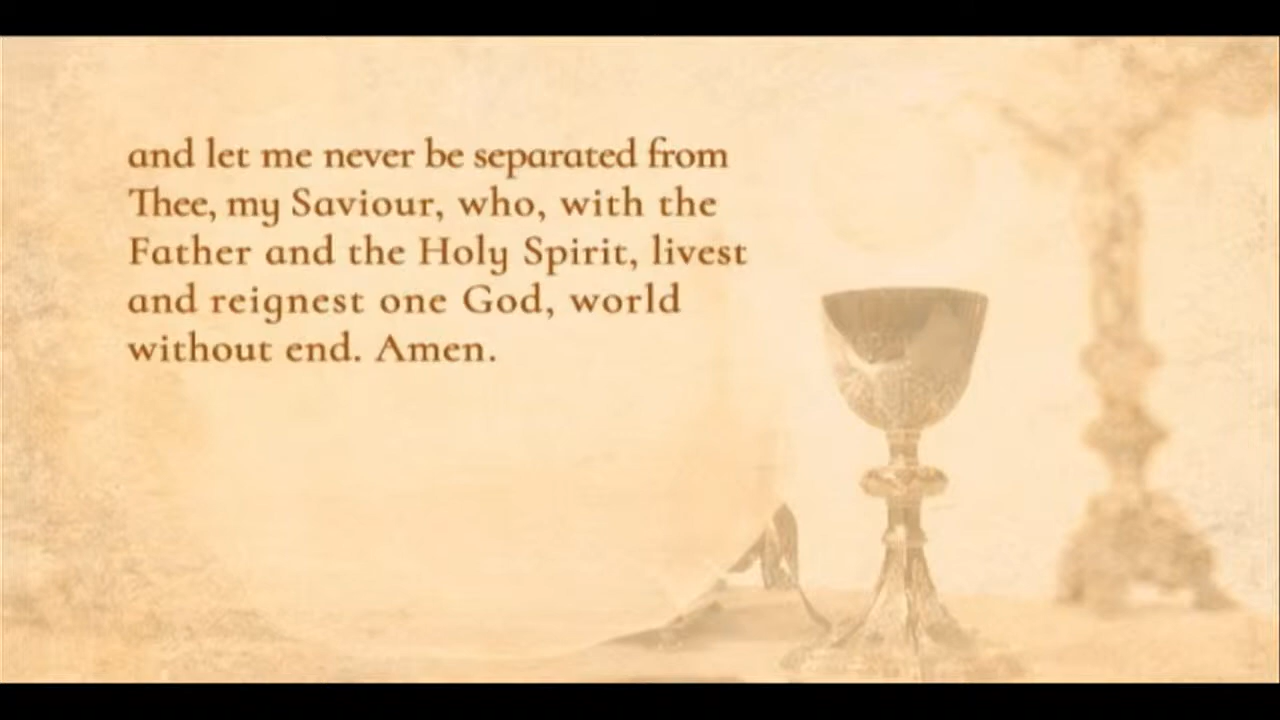 and let me never be separated from
Thee, my Saviour, who, with the
Father and the Holy Spirit, livest
and reignest one God, world
without end. Amen.